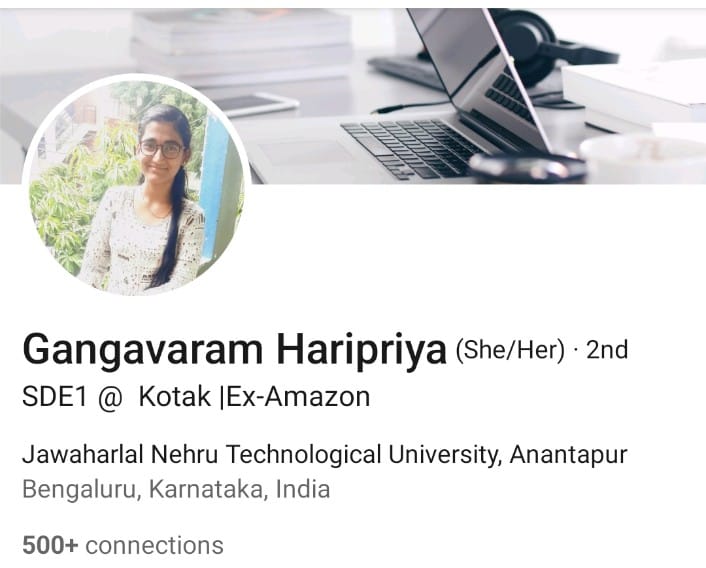 Gangavaram Haripriya (She/Her) · 2nd
SDE1 @ Kotak |Ex-Amazon
Jawaharlal Nehru Technological University, Anantapur
Bengaluru, Karnataka, India
500+ connections